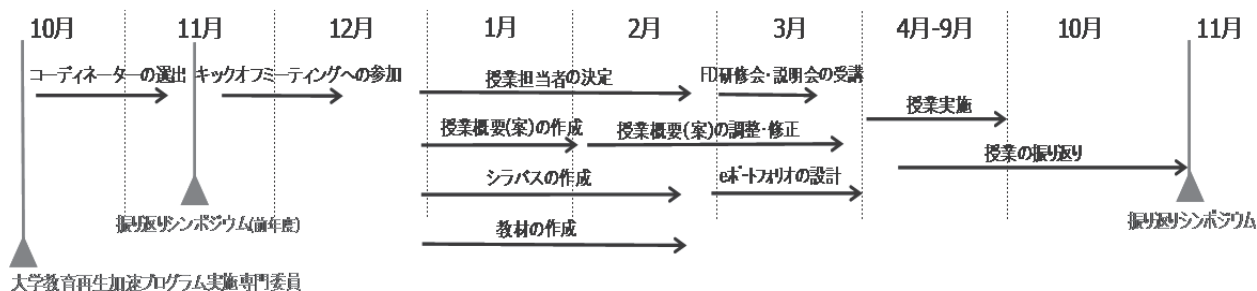 10月 11月 12月 1月 2月 3月 4月-9月 10月 11月
コーディネーターの選出 キックオフミーティングへの参加 授業担当者の決定 FD研修会・説明会の受講
授業実施
授業概要(案)の作成 授業概要(案)の調整・修正
授業の振り返り
シラバスの作成 eポートフォリオの設計
振り返りシンポジウム(前年度) 振り返りシンポジウム
教材の作成
大学教育再生加速プログラム実施専門委員